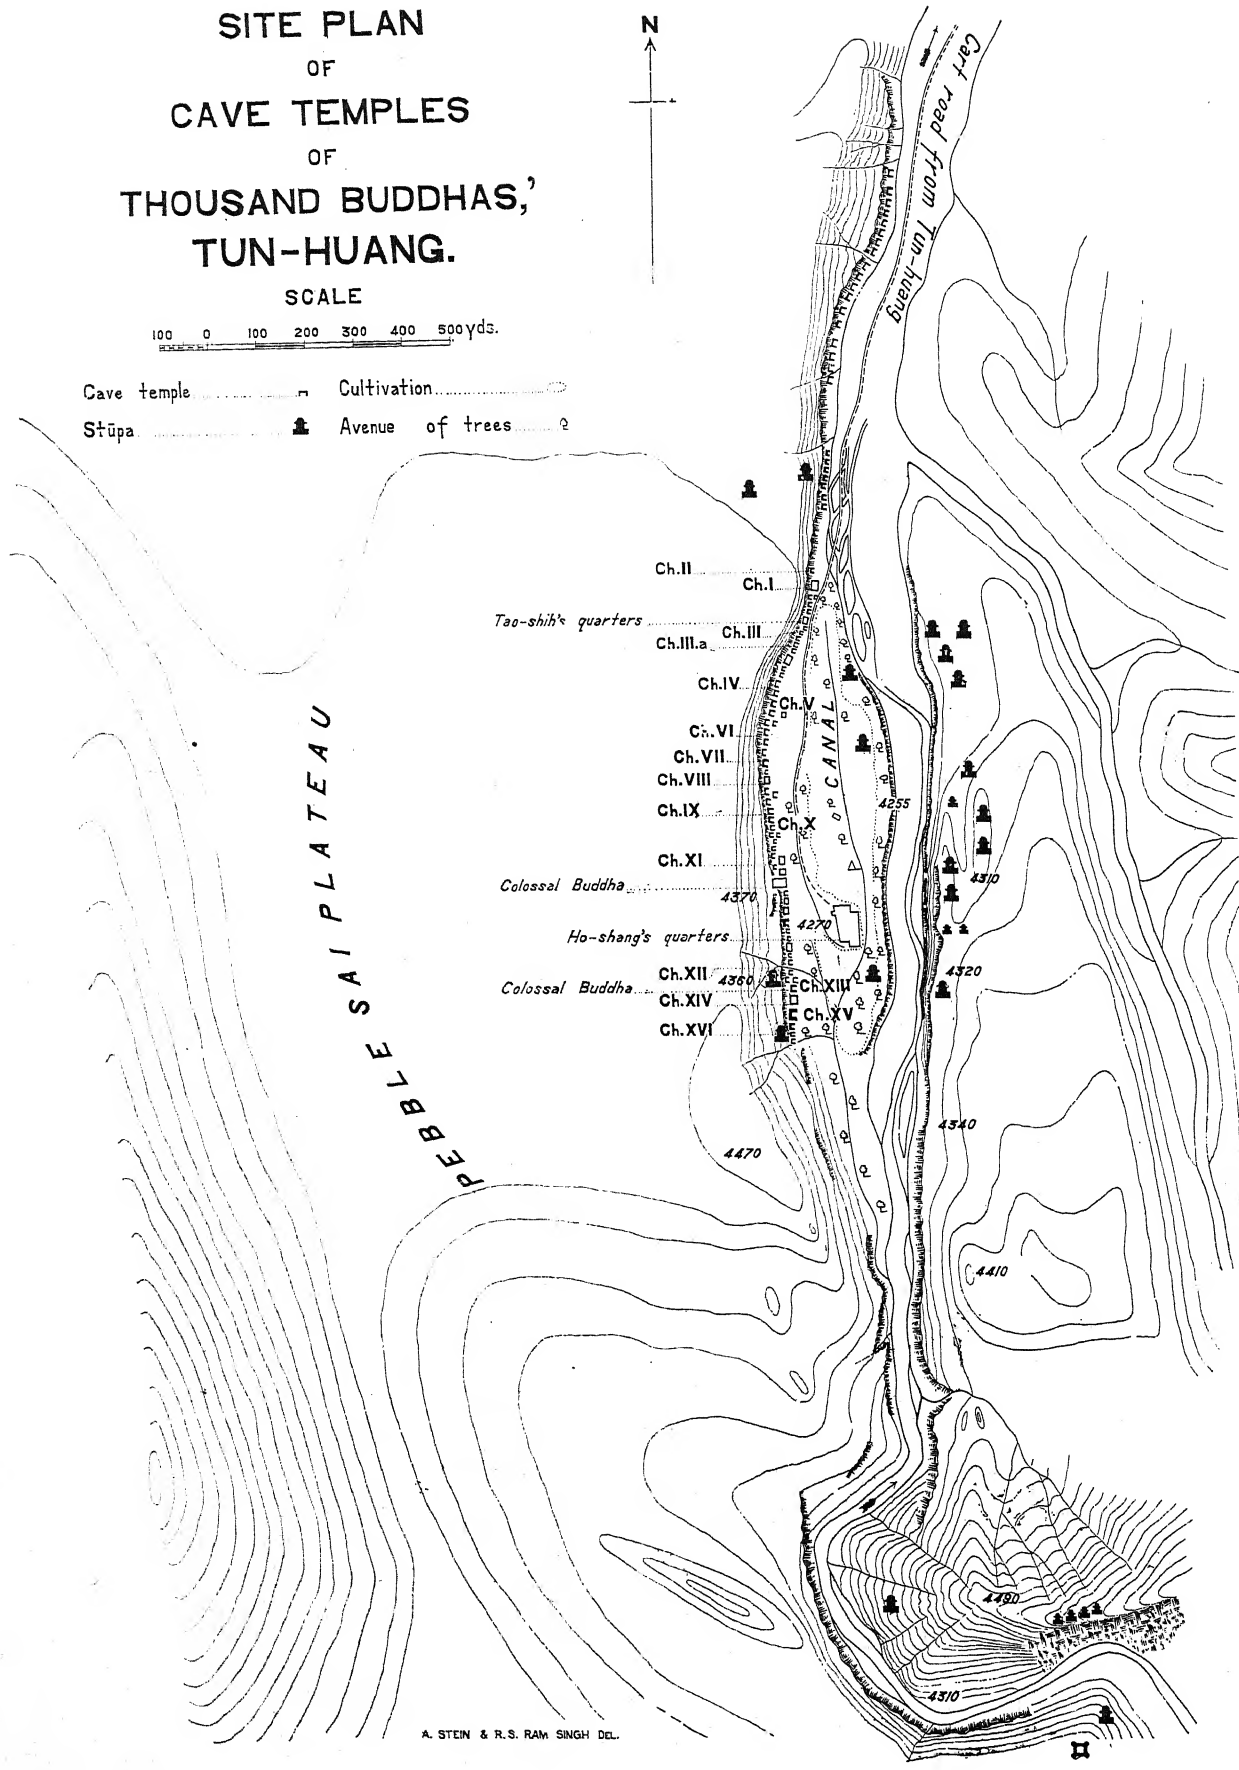 SITE PLAN
OF
CAVE TEMPLES
OF
THOUSAND BUDDHAS,'
TUN-HUANG.
SCALE
100 0 100 200 300 400 500 yds.
Cave temple
Cultivation
Stūpa
Avenue of trees
N
Cart road from Tun-huang
Ch.II
Ch.I
Tao-shih's quarters
Ch.III
Ch.III.a
Ch.IV
Ch.V
Ch.VI
Ch.VII
Ch.VIII
Ch.IX
Ch.X
Ch.XI
CANAL
4255
4310
Colossal Buddha
4370
4270
Ho-shang's quarters
Ch.XII
4360
Ch.XIII
4320
Colossal Buddha
Ch.XIV
Ch.XV
Ch.XVI
PEBBLE SAI PLATEAU
4340
4470
4410
4490
4310
A. STEIN & R.S. RAM SINGH DEL.